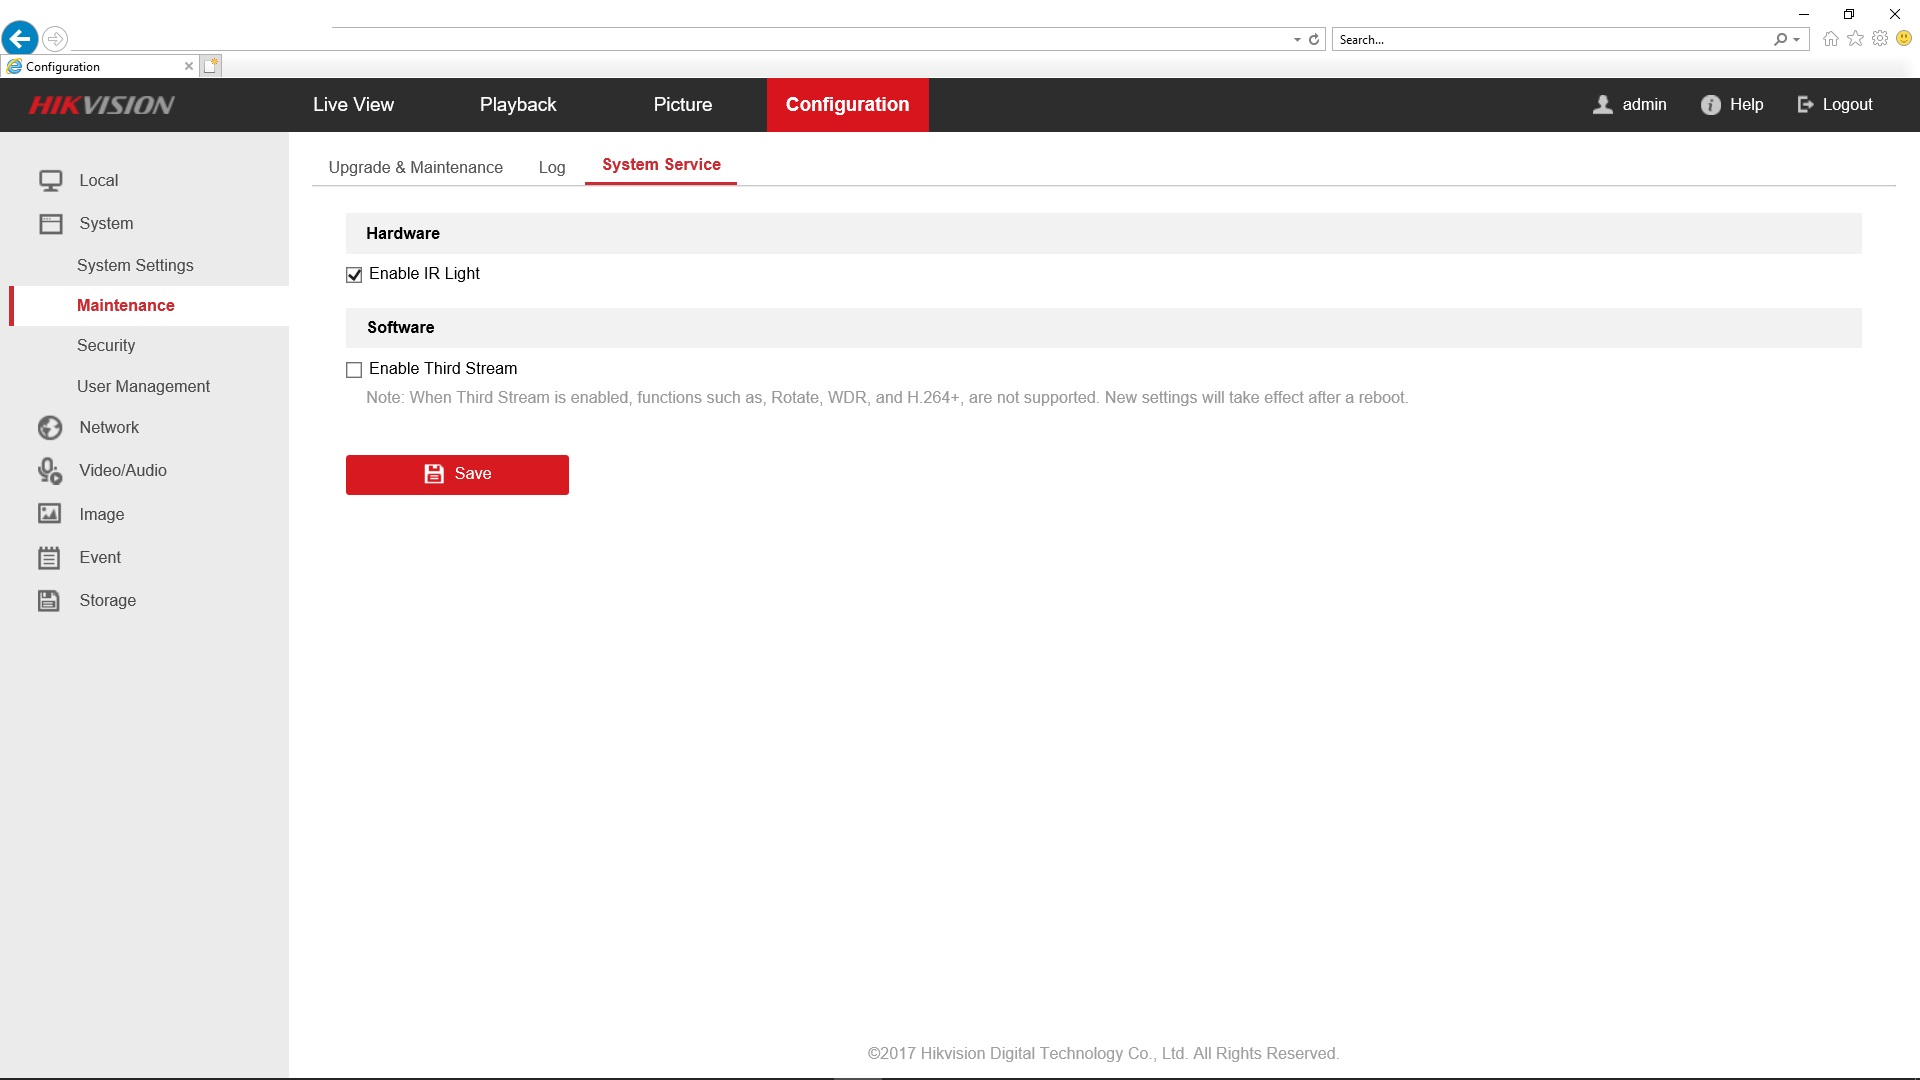 Search...
Configuration
HIKVISION
Live View
Playback
Picture
Configuration
admin
Help
Logout
Local
System
System Settings
Maintenance
Security
User Management
Network
Video/Audio
Image
Event
Storage
Upgrade & Maintenance
Log
System Service
Hardware
Enable IR Light
Software
Enable Third Stream
Note: When Third Stream is enabled, functions such as, Rotate, WDR, and H.264+, are not supported. New settings will take effect after a reboot.
Save
©2017 Hikvision Digital Technology Co., Ltd. All Rights Reserved.